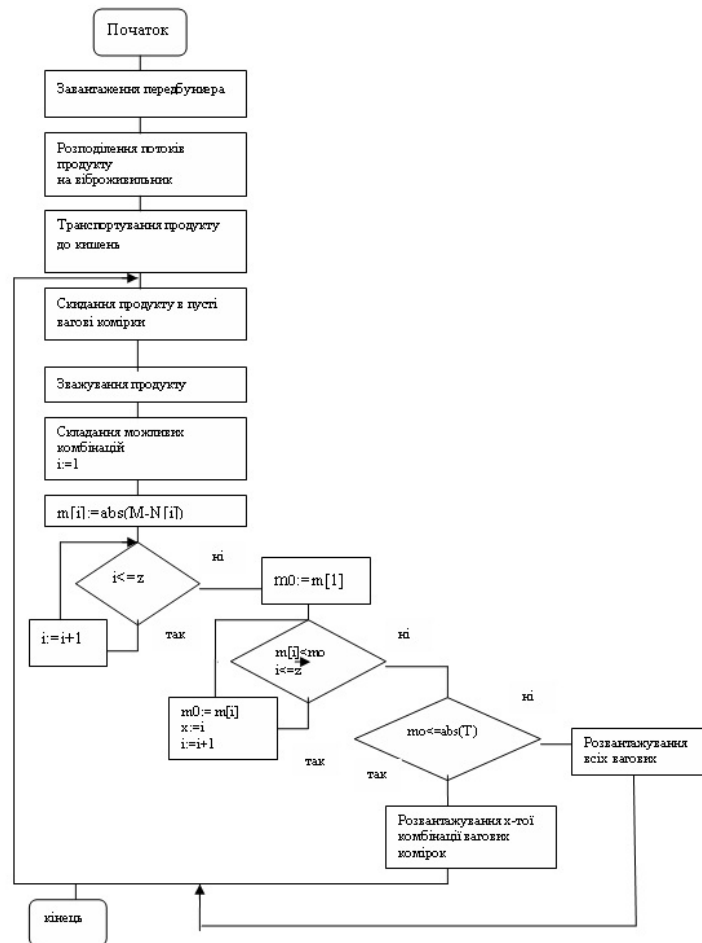 Початок
Завантаження передбункера
Розподілення потоків
продукту
на віброживильник
Транспортування продукту
до кишень
Скидання продукту в пусті
вагові комірки
Зважування продукту
Складання можливих
комбінацій
i:=1
m[i]:=abs(M-N[i])
i<=z
ні
m0:=m[1]
i:=i+1
так
m[i]<mo
i<=z
ні
m0:= m[i]
x:=i
i:=i+1
так
mo<=abs(T)
ні
так
Розвантажування
всіх вагових
Розвантажування х-тої
комбінації вагових
комірок
кінець